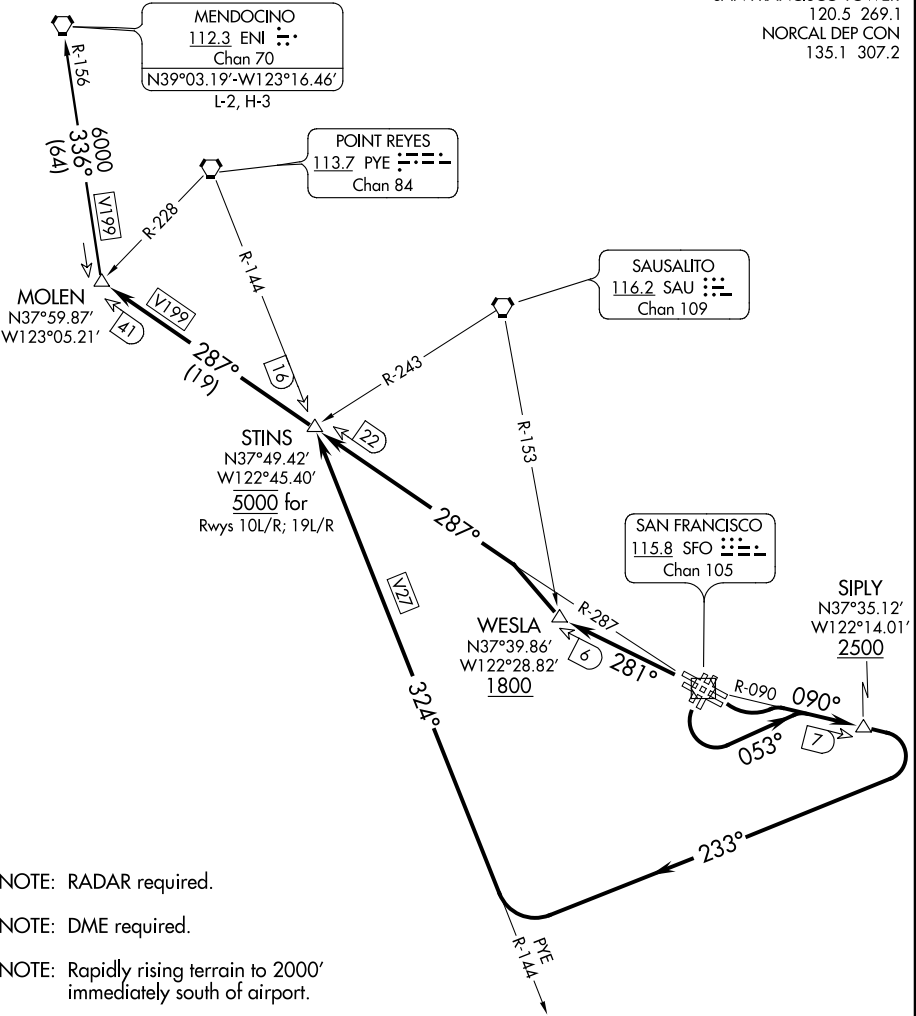 SAN FRANCISCO TOWER
120.5 269.1
NORCAL DEP CON
135.1 307.2
MENDOCINO
112.3 ENI
Chan 70
N39°03.19'-W123°16.46'
L-2, H-3
R-156
6000
336°
(64)
V199
POINT REYES
113.7 PYE
Chan 84
R-228
R-144
SAUSALITO
116.2 SAU
Chan 109
MOLEN
N37°59.87'
W123°05.21'
41
V199
287°
(19)
16
R-243
R-153
STINS
N37°49.42'
W122°45.40'
5000 for
Rwys 10L/R; 19L/R
22
287°
SAN FRANCISCO
115.8 SFO
Chan 105
SIPLY
N37°35.12'
W122°14.01'
2500
V27
WESLA
N37°39.86'
W122°28.82'
1800
R-287
6
281°
R-090
090°
7
053°
324°
233°
PYE
R-144
NOTE: RADAR required.
NOTE: DME required.
NOTE: Rapidly rising terrain to 2000'
immediately south of airport.